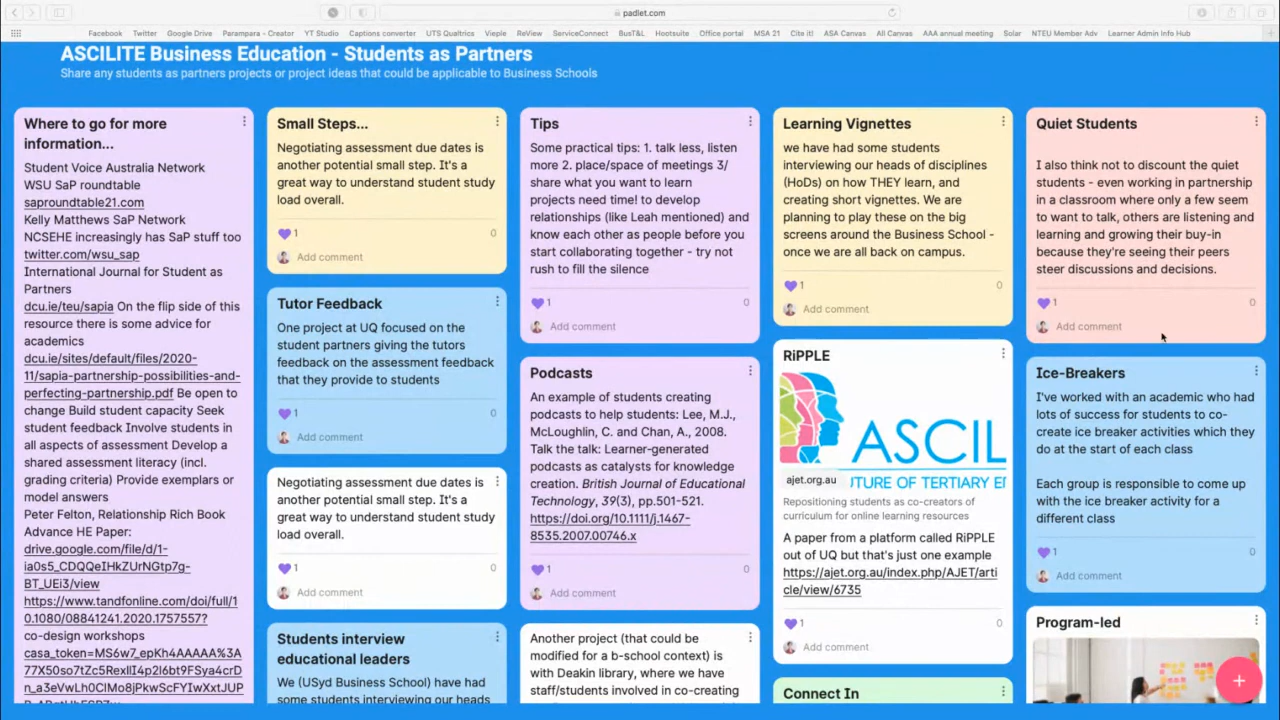 padlet.com
Facebook Twitter Google Drive Parampara - Creator YT Studio Captions converter UTS Qualtrics Vieple ReView ServiceConnect BusT&L Hootsuite Office portal MSA 21 Cite it! ASA Canvas All Canvas AAA annual meeting Solar NTEU Member Adv Learner Admin Info Hub
ASCILITE Business Education - Students as Partners
Share any students as partners projects or project ideas that could be applicable to Business Schools
Where to go for more
information...
Student Voice Australia Network
WSU SaP roundtable
saproundtable21.com
Kelly Matthews SaP Network
NCSEHE increasingly has SaP stuff too
twitter.com/wsu_sap
International Journal for Student as
Partners
dcu.ie/teu/sapia On the flip side of this
resource there is some advice for
academics
dcu.ie/sites/default/files/2020-
11/sapia-partnership-possibilities-and-
perfecting-partnership.pdf Be open to
change Build student capacity Seek
student feedback Involve students in
all aspects of assessment Develop a
shared assessment literacy (incl.
grading criteria) Provide exemplars or
model answers
Peter Felton, Relationship Rich Book
Advance HE Paper:
drive.google.com/file/d/1-
ia0s5_CDQQeIHkZUrNGtp7g-
BT_UEi3/view
https://www.tandfonline.com/doi/full/1
0.1080/08841241.2020.1757557?
co-design workshops
casa_token=MS6w7_epKh4AAAAA%3A
77X50so7tZc5RexllI4p2l6bt9FSya4crD
n_a3eVwLh0ClMo8jPkwScFYIwXxtJUP
Small Steps...
Negotiating assessment due dates is
another potential small step. It's a
great way to understand student study
load overall.
1 0
Add comment
Tutor Feedback
One project at UQ focused on the
student partners giving the tutors
feedback on the assessment feedback
that they provide to students
1 0
Add comment
Negotiating assessment due dates is
another potential small step. It's a
great way to understand student study
load overall.
1 0
Add comment
Students interview
educational leaders
We (USyd Business School) have had
some students interviewing our heads
Tips
Some practical tips: 1. talk less, listen
more 2. place/space of meetings 3/
share what you want to learn
projects need time! to develop
relationships (like Leah mentioned) and
know each other as people before you
start collaborating together - try not
rush to fill the silence
1 0
Add comment
Podcasts
An example of students creating
podcasts to help students: Lee, M.J.,
McLoughlin, C. and Chan, A., 2008.
Talk the talk: Learner-generated
podcasts as catalysts for knowledge
creation. British Journal of Educational
Technology, 39(3), pp.501-521.
https://doi.org/10.1111/j.1467-
8535.2007.00746.x
1 0
Add comment
Another project (that could be
modified for a b-school context) is
with Deakin library, where we have
staff/students involved in co-creating
Learning Vignettes
we have had some students
interviewing our heads of disciplines
(HoDs) on how THEY learn, and
creating short vignettes. We are
planning to play these on the big
screens around the Business School -
once we are all back on campus.
1 0
Add comment
RiPPLE
ASCIL
ajet.org.au
UTURE OF TERTIARY E
Repositioning students as co-creators of
curriculum for online learning resources
A paper from a platform called RiPPLE
out of UQ but that's just one example
https://ajet.org.au/index.php/AJET/arti
cle/view/6735
1 0
Add comment
Connect In
Quiet Students
I also think not to discount the quiet
students - even working in partnership
in a classroom where only a few seem
to want to talk, others are listening and
learning and growing their buy-in
because they're seeing their peers
steer discussions and decisions.
1 0
Add comment
Ice-Breakers
I've worked with an academic who had
lots of success for students to co-
create ice breaker activities which they
do at the start of each class
Each group is responsible to come up
with the ice breaker activity for a
different class
1 0
Add comment
Program-led